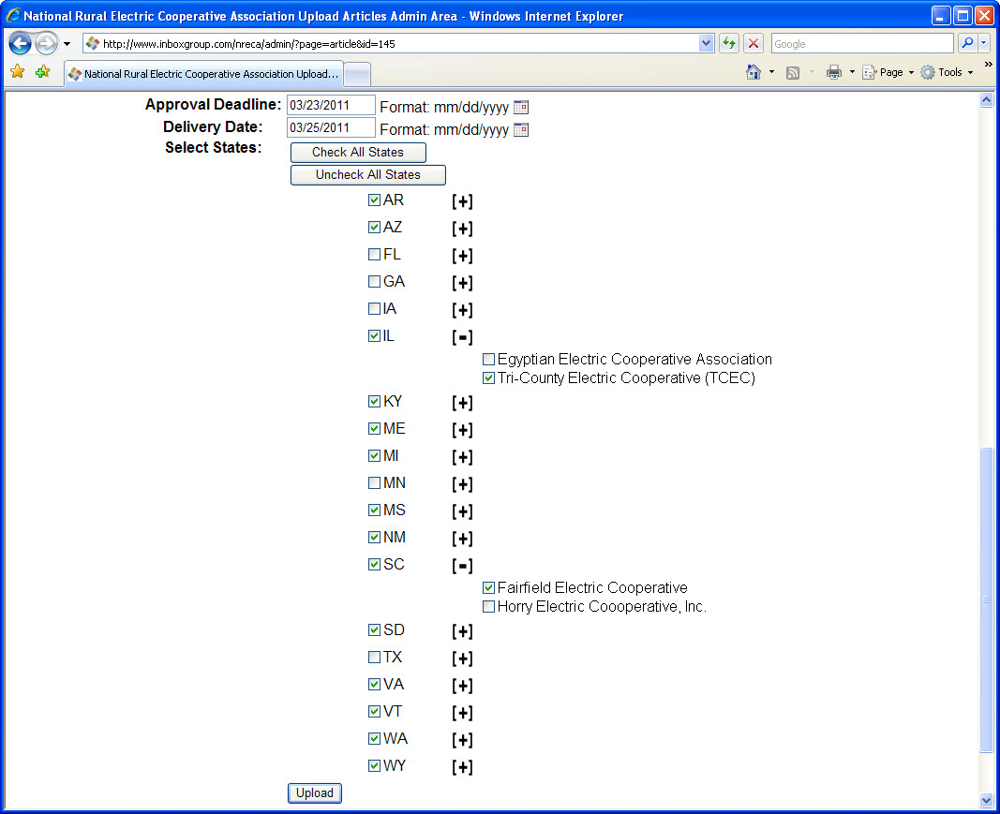 National Rural Electric Cooperative Association Upload Articles Admin Area - Windows Internet Explorer
http://www.inboxgroup.com/nreca/admin/?page=article&id=145
Google
National Rural Electric Cooperative Association Upload...
Page
Tools
»
Approval Deadline: 03/23/2011 Format: mm/dd/yyyy
Delivery Date: 03/25/2011 Format: mm/dd/yyyy
Select States: Check All States
Uncheck All States
AR [+]
AZ [+]
FL [+]
GA [+]
IA [+]
IL [-]
Egyptian Electric Cooperative Association
Tri-County Electric Cooperative (TCEC)
KY [+]
ME [+]
MI [+]
MN [+]
MS [+]
NM [+]
SC [-]
Fairfield Electric Cooperative
Horry Electric Coooperative, Inc.
SD [+]
TX [+]
VA [+]
VT [+]
WA [+]
WY [+]
Upload